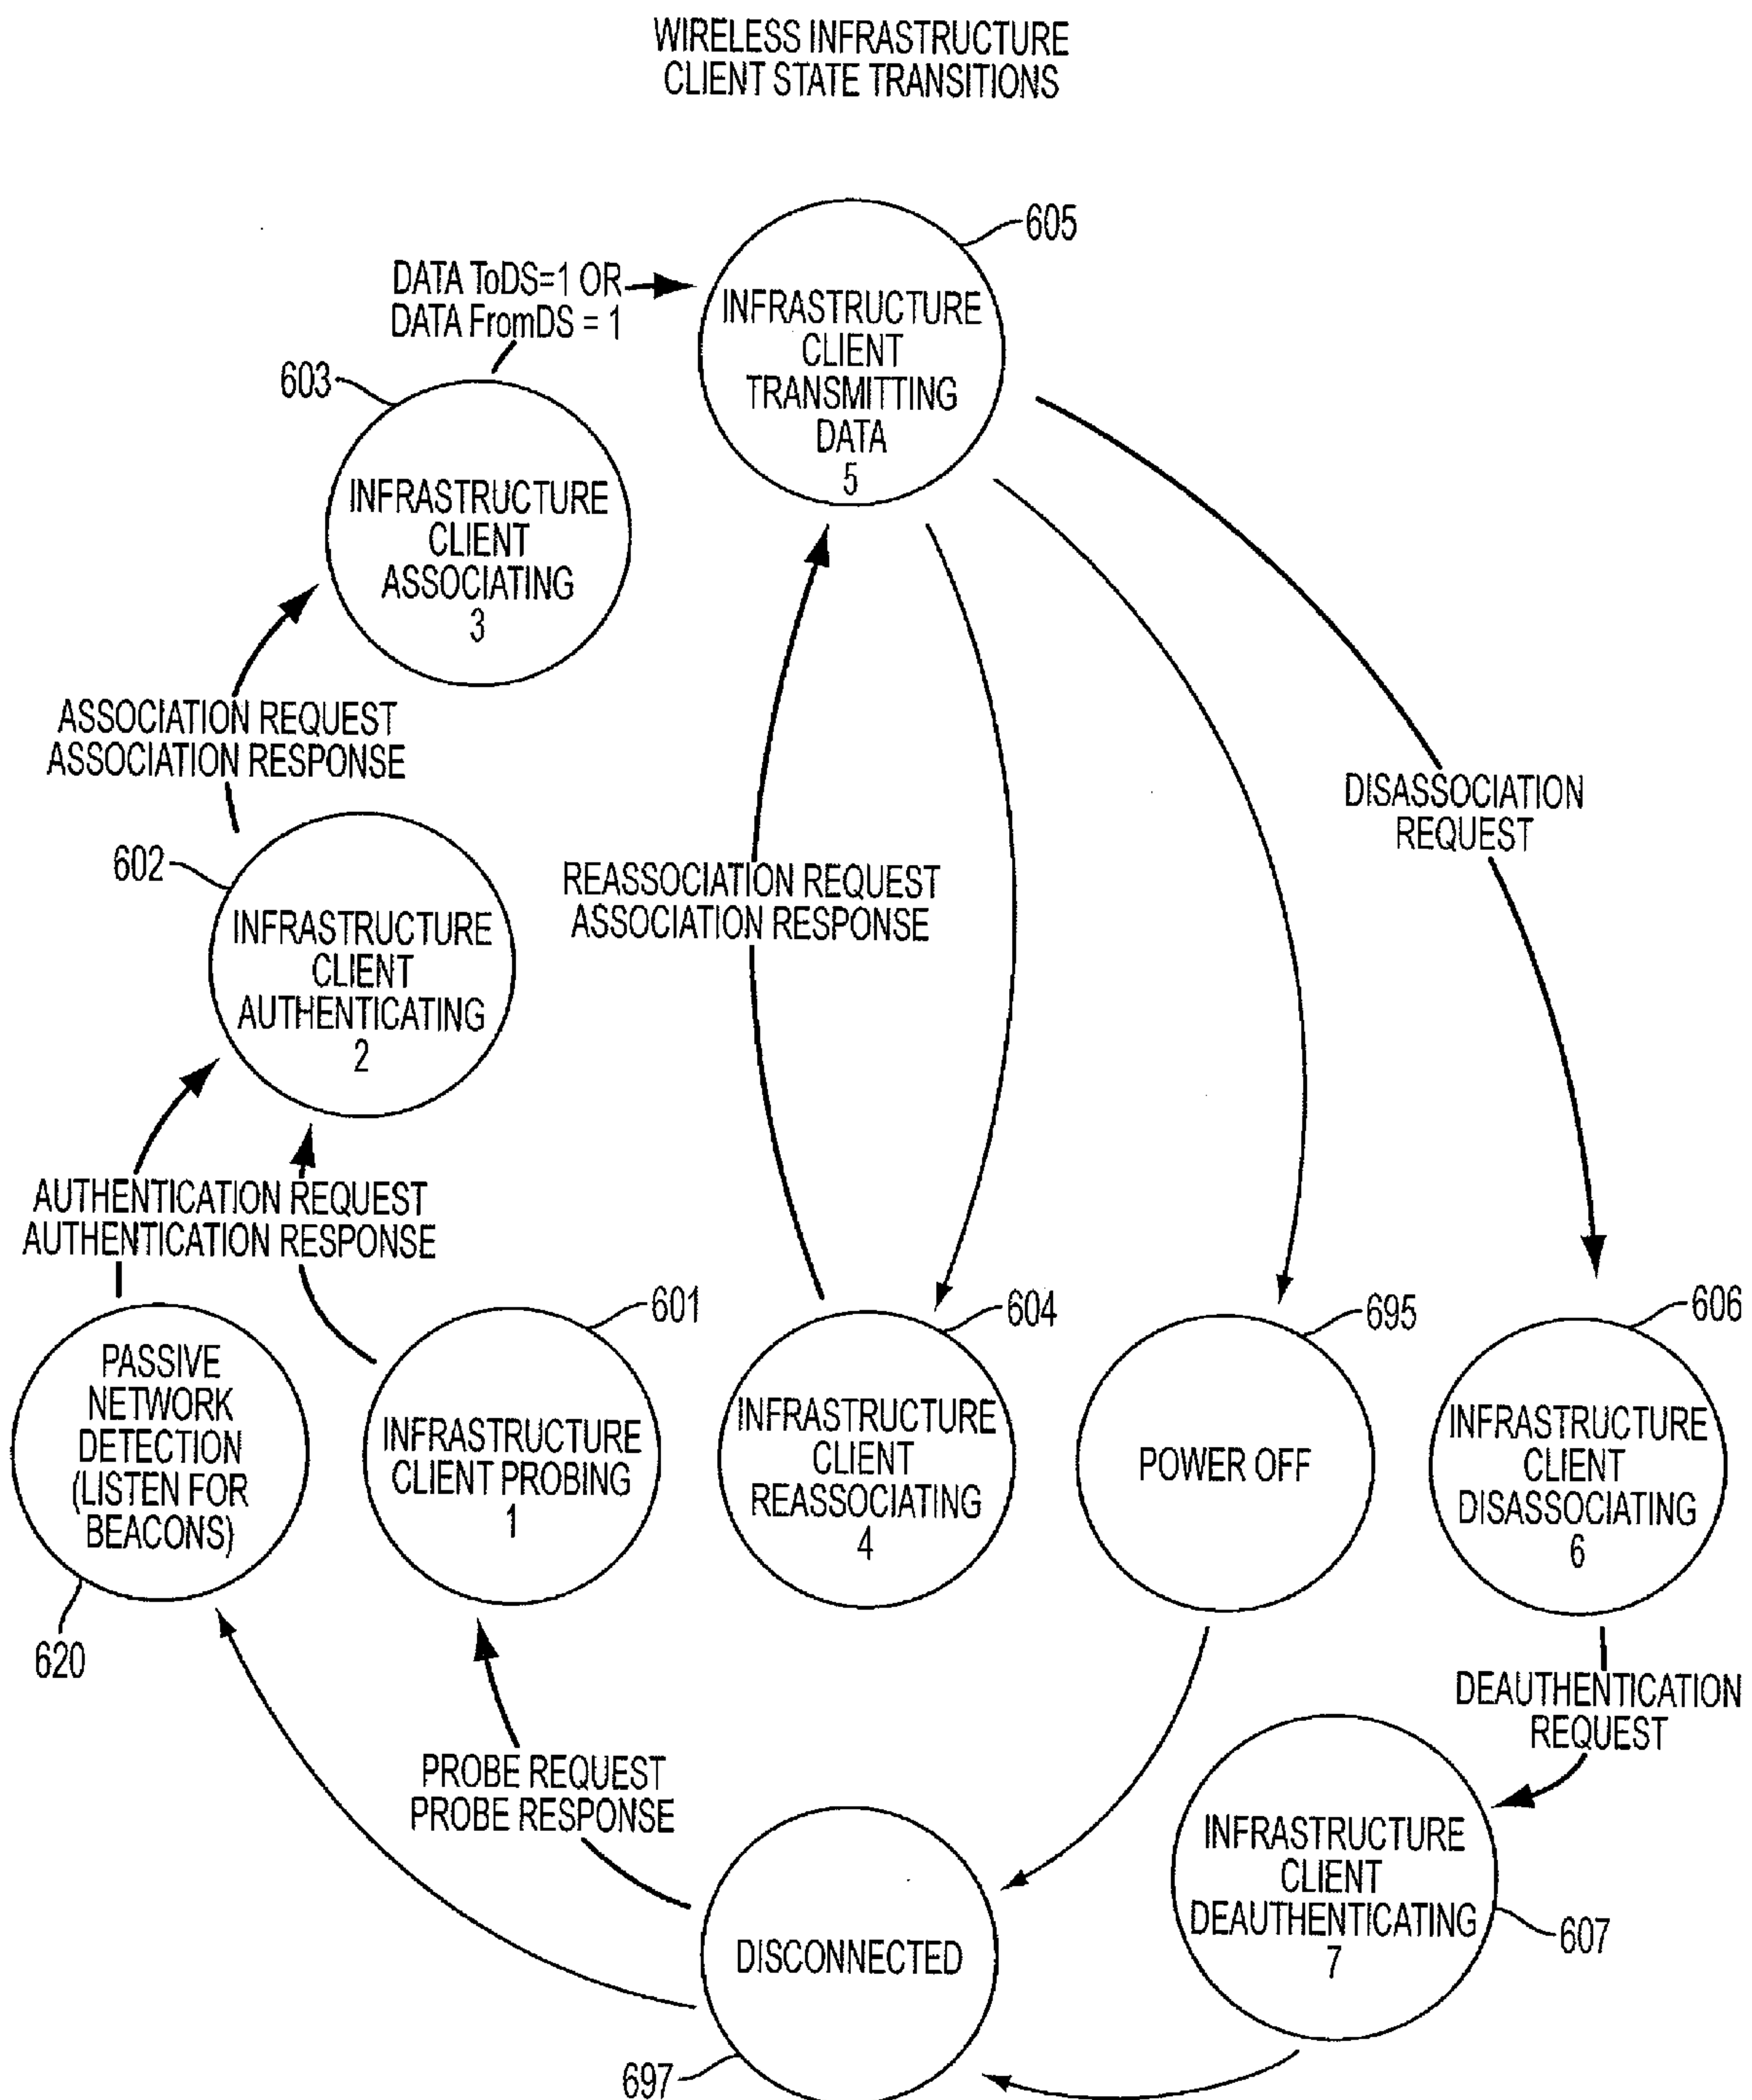 WIRELESS INFRASTRUCTURE
CLIENT STATE TRANSITIONS
605
DATA ToDS=1 OR
DATA FromDS = 1
INFRASTRUCTURE
CLIENT
TRANSMITTING
DATA
5
603
INFRASTRUCTURE
CLIENT
ASSOCIATING
3
ASSOCIATION REQUEST
ASSOCIATION RESPONSE
DISASSOCIATION
REQUEST
602
REASSOCIATION REQUEST
ASSOCIATION RESPONSE
INFRASTRUCTURE
CLIENT
AUTHENTICATING
2
AUTHENTICATION REQUEST
AUTHENTICATION RESPONSE
601
604
695
606
PASSIVE
NETWORK
DETECTION
(LISTEN FOR
BEACONS)
620
INFRASTRUCTURE
CLIENT PROBING
1
INFRASTRUCTURE
CLIENT
REASSOCIATING
4
POWER OFF
INFRASTRUCTURE
CLIENT
DISASSOCIATING
6
DEAUTHENTICATION
REQUEST
PROBE REQUEST
PROBE RESPONSE
INFRASTRUCTURE
CLIENT
DEAUTHENTICATING
7
607
DISCONNECTED
697